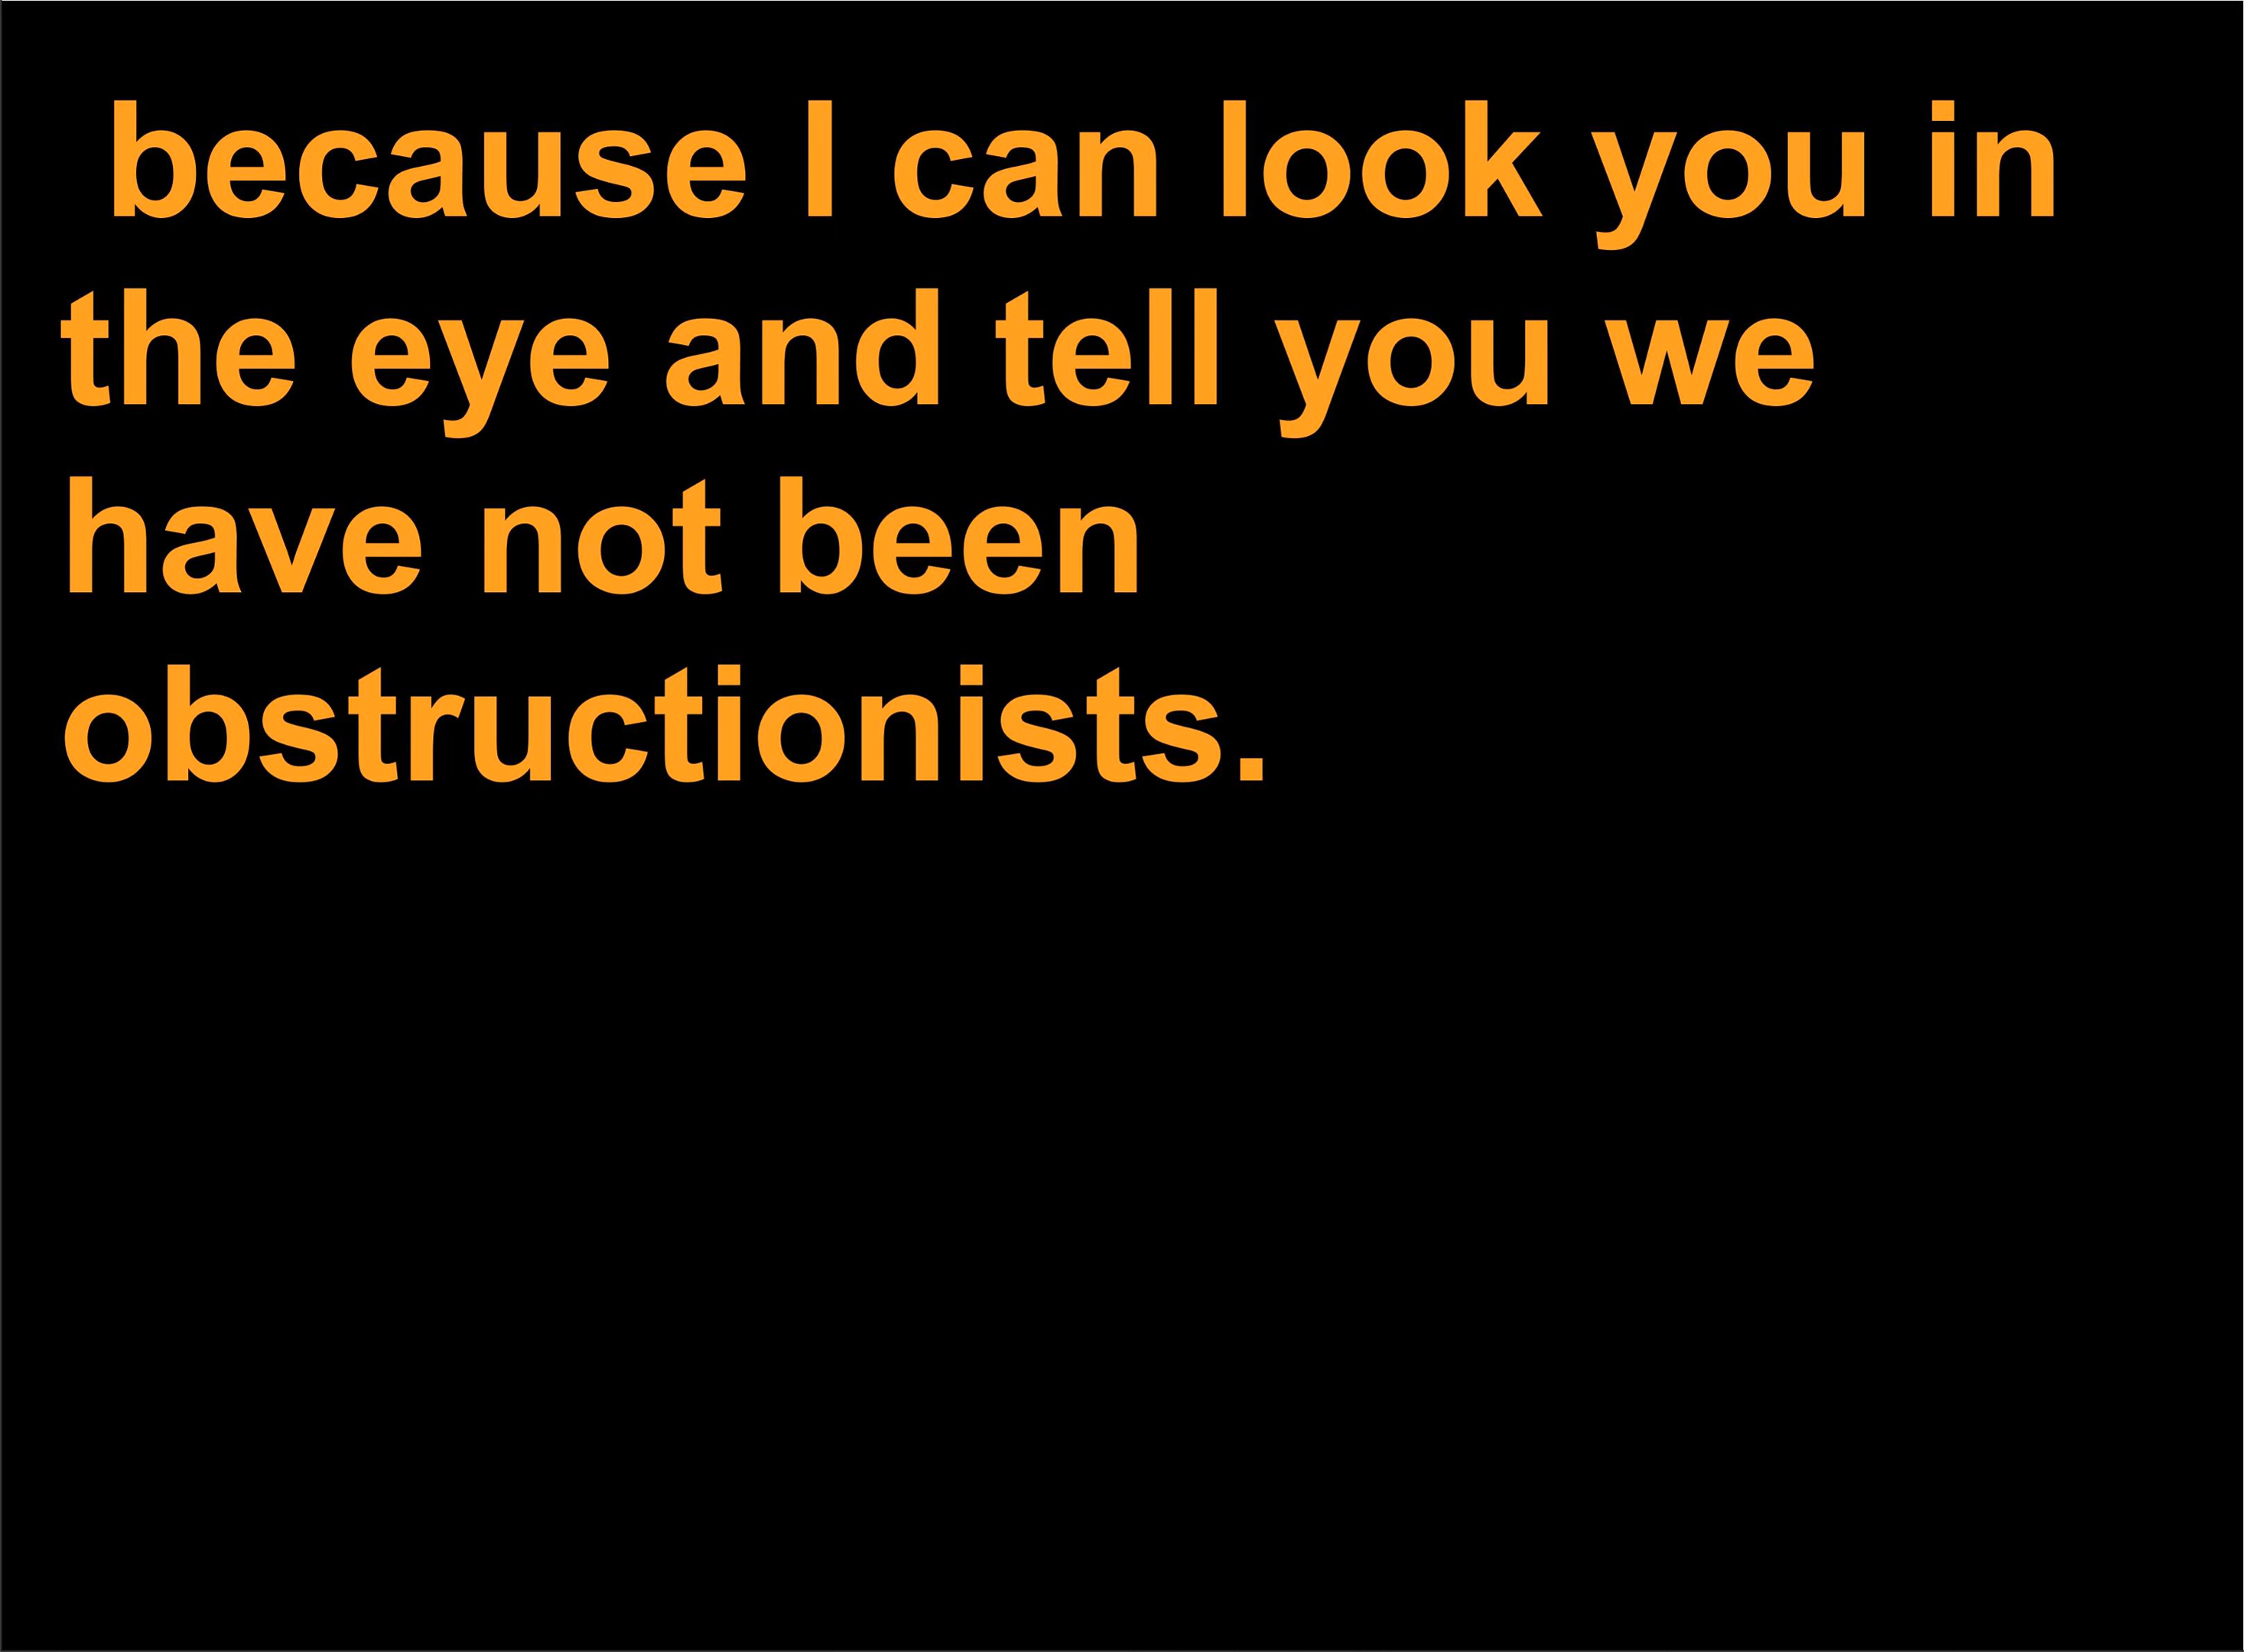 because I can look you in
the eye and tell you we
have not been
obstructionists.